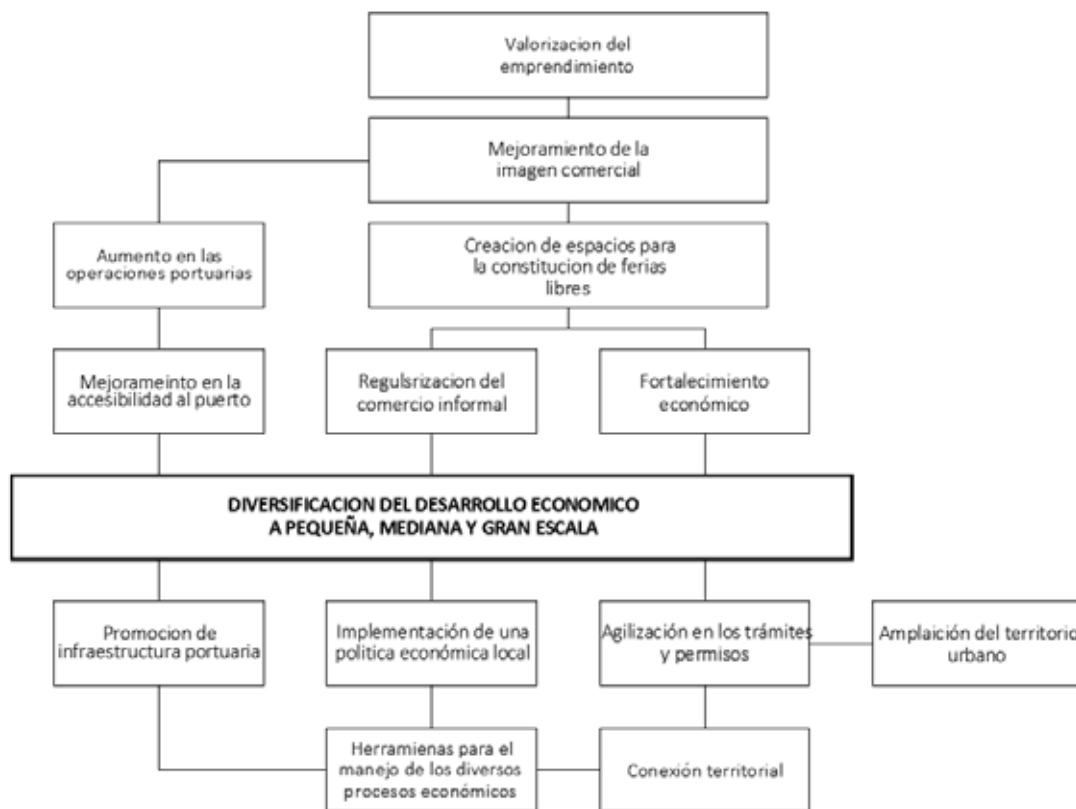 Valorizacion del
emprendimiento
Mejoramiento de la
imagen comercial
Aumento en las
operaciones portuarias
Creacion de espacios para
la constitucion de ferias
libres
Mejorameinto en la
accesibilidad al puerto
Regulsrizacion del
comercio informal
Fortalecimiento
económico
DIVERSIFICACION DEL DESARROLLO ECONOMICO
A PEQUEÑA, MEDIANA Y GRAN ESCALA
Promocion de
infraestructura portuaria
Implementación de una
politica económica local
Agilización en los trámites
y permisos
Amplaición del territorio
urbano
Herramienas para el
manejo de los diversos
procesos económicos
Conexión territorial